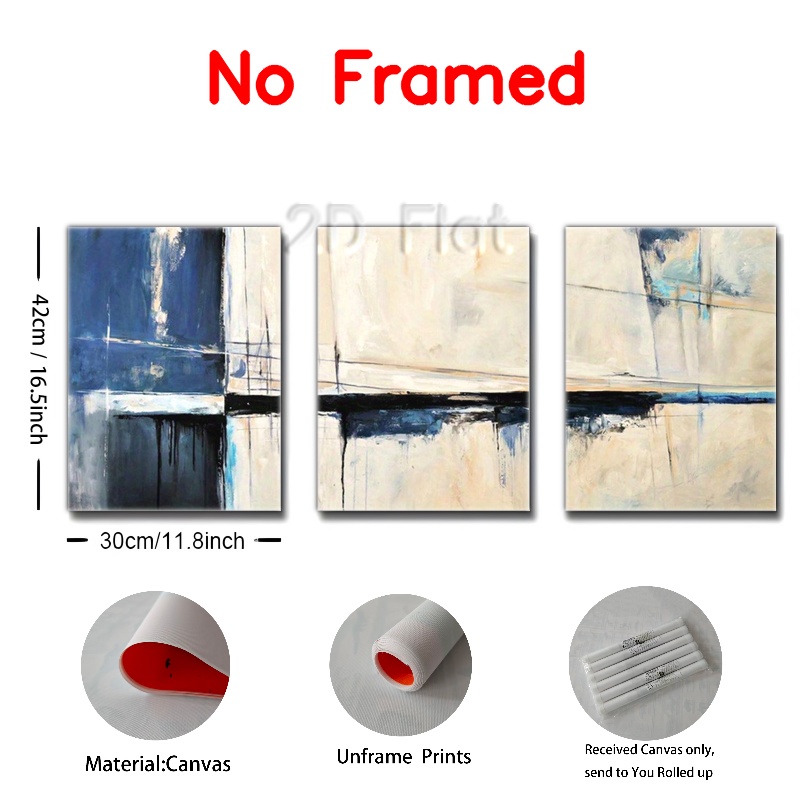 No Framed
2D Flat
42cm / 16.5inch
30cm/11.8inch
Material:Canvas
Unframe Prints
Received Canvas only,
send to You Rolled up